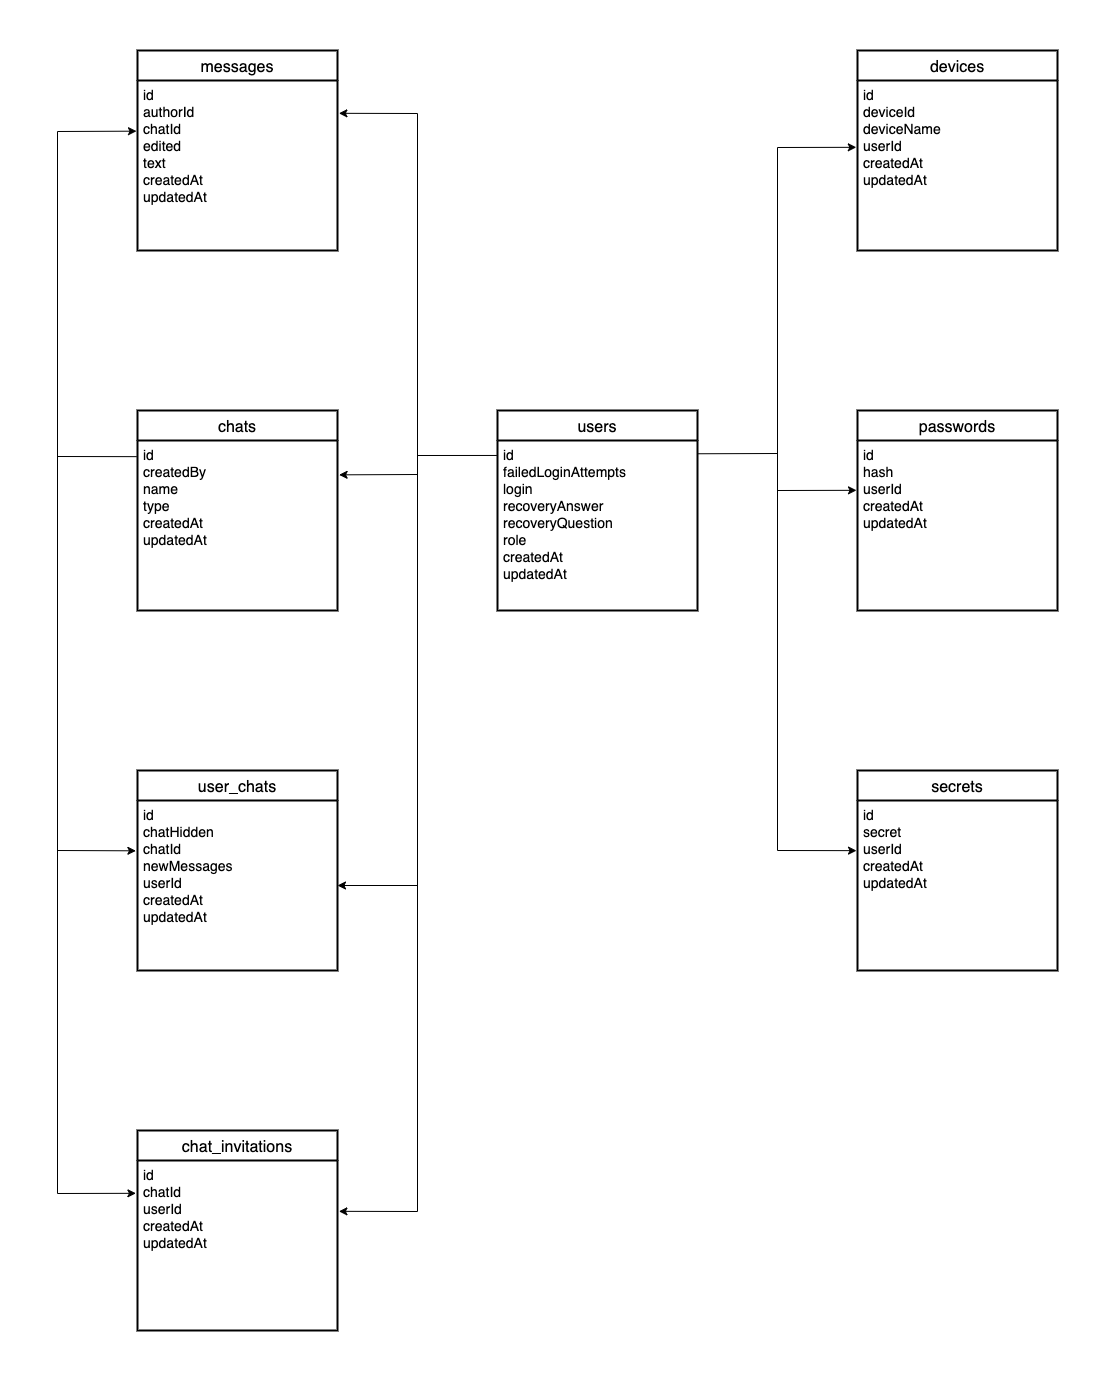 messages
id
authorId
chatId
edited
text
createdAt
updatedAt
devices
id
deviceId
deviceName
userId
createdAt
updatedAt
chats
id
createdBy
name
type
createdAt
updatedAt
users
id
failedLoginAttempts
login
recoveryAnswer
recoveryQuestion
role
createdAt
updatedAt
passwords
id
hash
userId
createdAt
updatedAt
user_chats
id
chatHidden
chatId
newMessages
userId
createdAt
updatedAt
secrets
id
secret
userId
createdAt
updatedAt
chat_invitations
id
chatId
userId
createdAt
updatedAt